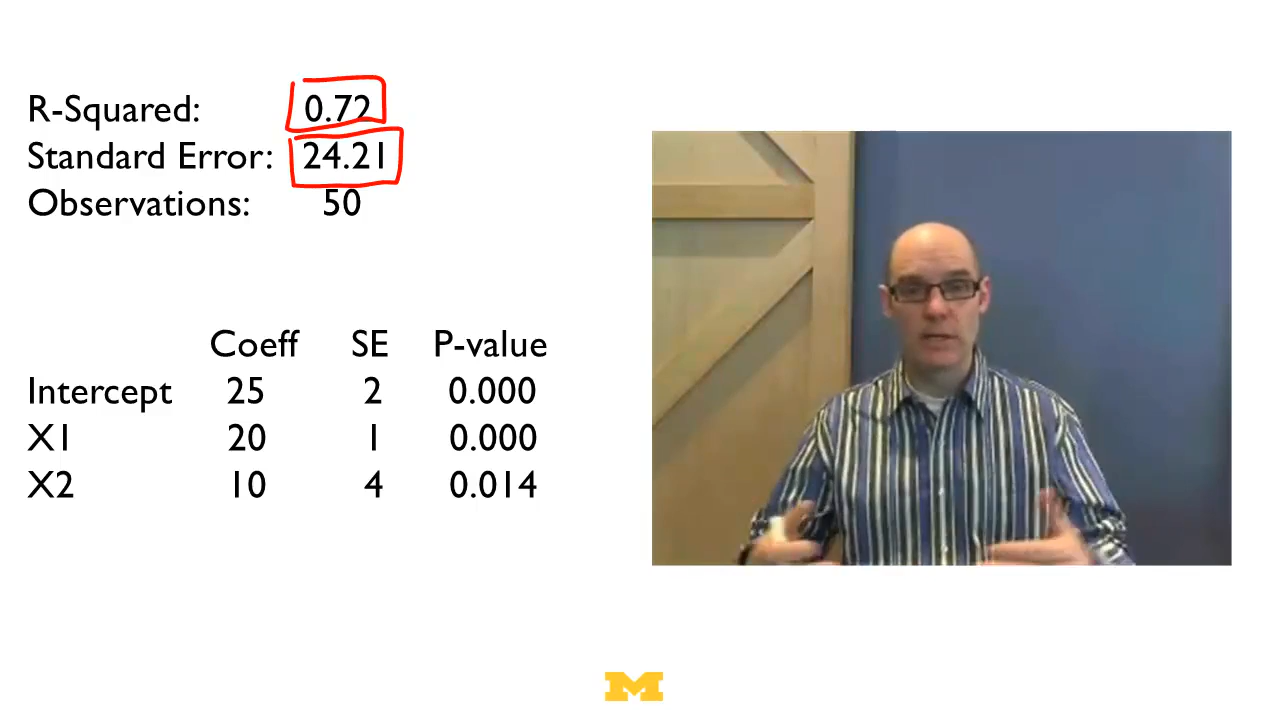 R-Squared: 0.72
Standard Error: 24.21
Observations: 50
Coeff SE P-value
Intercept 25 2 0.000
X1 20 1 0.000
X2 10 4 0.014
M